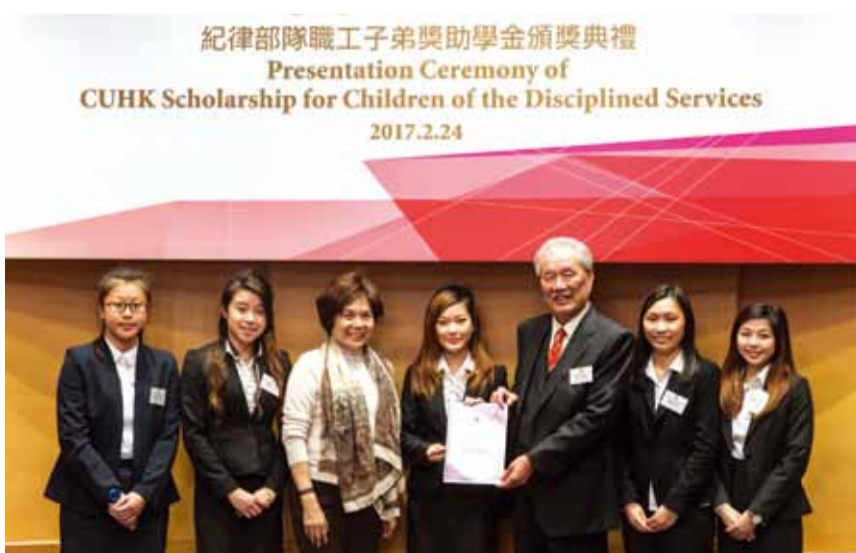 紀律部隊職工子弟獎助學金頒獎典禮
Presentation Ceremony of
CUHK Scholarship for Children of the Disciplined Services
2017.2.24